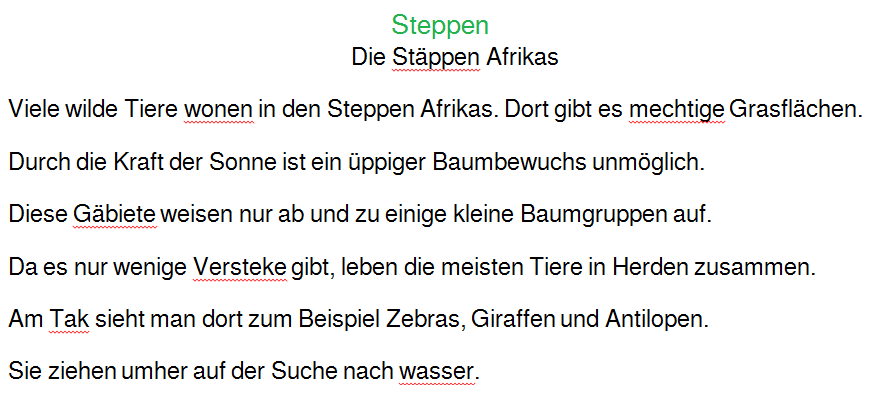 Steppen
Die Stäppen Afrikas
Viele wilde Tiere wonen in den Steppen Afrikas. Dort gibt es mechtige Grasflächen.
Durch die Kraft der Sonne ist ein üppiger Baumbewuchs unmöglich.
Diese Gäbiete weisen nur ab und zu einige kleine Baumgruppen auf.
Da es nur wenige Versteke gibt, leben die meisten Tiere in Herden zusammen.
Am Tak sieht man dort zum Beispiel Zebras, Giraffen und Antilopen.
Sie ziehen umher auf der Suche nach wasser.